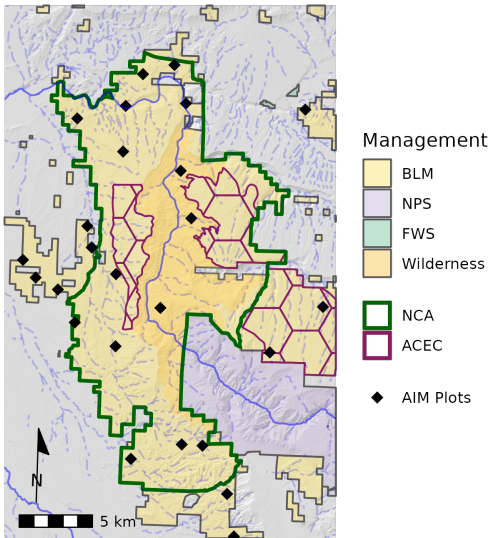 Management
BLM
NPS
FWS
Wilderness
NCA
ACEC
AIM Plots
N
5 km